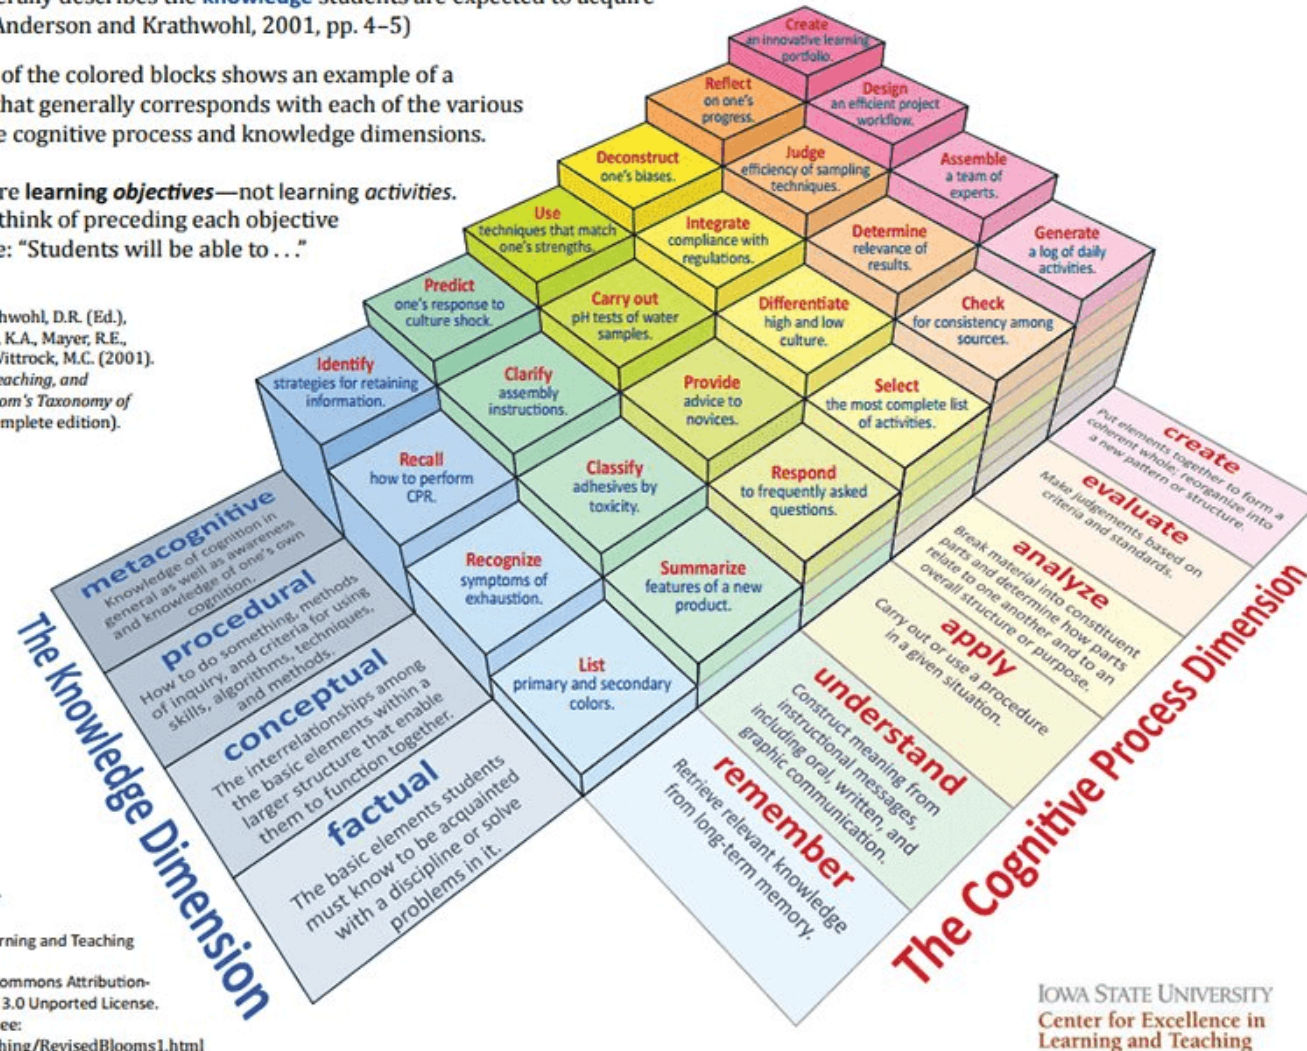 erally describes the knowledge students are expected to acquire
Anderson and Krathwohl, 2001, pp. 4–5)
of the colored blocks shows an example of a
hat generally corresponds with each of the various
e cognitive process and knowledge dimensions.
re learning objectives—not learning activities.
think of preceding each objective
e: “Students will be able to . . .”
hwohl, D.R. (Ed.),
K.A., Mayer, R.E.,
Vittrock, M.C. (2001).
eaching, and
om's Taxonomy of
mplete edition).
Create
an innovative learning
portfolio.
Reflect
on one's
progress.
Design
an efficient project
workflow.
Deconstruct
one's biases.
Judge
efficiency of sampling
techniques.
Assemble
a team of
experts.
Use
techniques that match
one's strengths.
Integrate
compliance with
regulations.
Determine
relevance of
results.
Generate
a log of daily
activities.
Predict
one's response to
culture shock.
Carry out
pH tests of water
samples.
Differentiate
high and low
culture.
Check
for consistency among
sources.
Identify
strategies for retaining
information.
Clarify
assembly
instructions.
Provide
advice to
novices.
Select
the most complete list
of activities.
Recall
how to perform
CPR.
Classify
adhesives by
toxicity.
Respond
to frequently asked
questions.
Recognize
symptoms of
exhaustion.
Summarize
features of a new
product.
List
primary and secondary
colors.
metacognitive
Knowledge of cognition in
general as well as awareness
and knowledge of one's own
cognition.
procedural
How to do something, methods
of inquiry, and criteria for using
skills, algorithms, techniques,
and methods.
conceptual
The interrelationships among
the basic elements within a
larger structure that enable
them to function together.
factual
The basic elements students
must know to be acquainted
with a discipline or solve
problems in it.
The Knowledge Dimension
create
Put elements together to form a
coherent whole; reorganize into
a new pattern or structure.
evaluate
Make judgements based on
criteria and standards.
analyze
Break material into constituent
parts and determine how parts
relate to one another and to an
overall structure or purpose.
apply
Carry out or use a procedure
in a given situation.
understand
Construct meaning from
instructional messages,
including oral, written, and
graphic communication.
remember
Retrieve relevant knowledge
from long-term memory.
The Cognitive Process Dimension
rning and Teaching
ommons Attribution-
3.0 Unported License.
ee:
hing/RevisedBlooms1.html
IOWA STATE UNIVERSITY
Center for Excellence in
Learning and Teaching